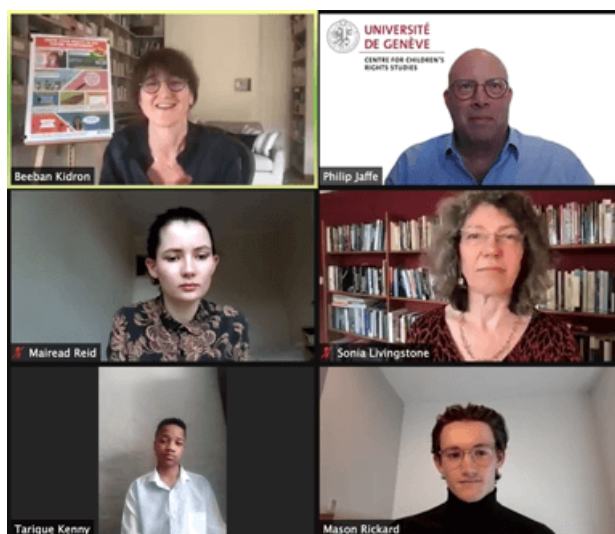 UNIVERSITÉ
DE GENÈVE
CENTRE FOR CHILDREN'S
RIGHTS STUDIES
Beeban Kidron
Philip Jaffe
Mairead Reid
Sonia Livingstone
Tarique Kenny
Mason Rickard